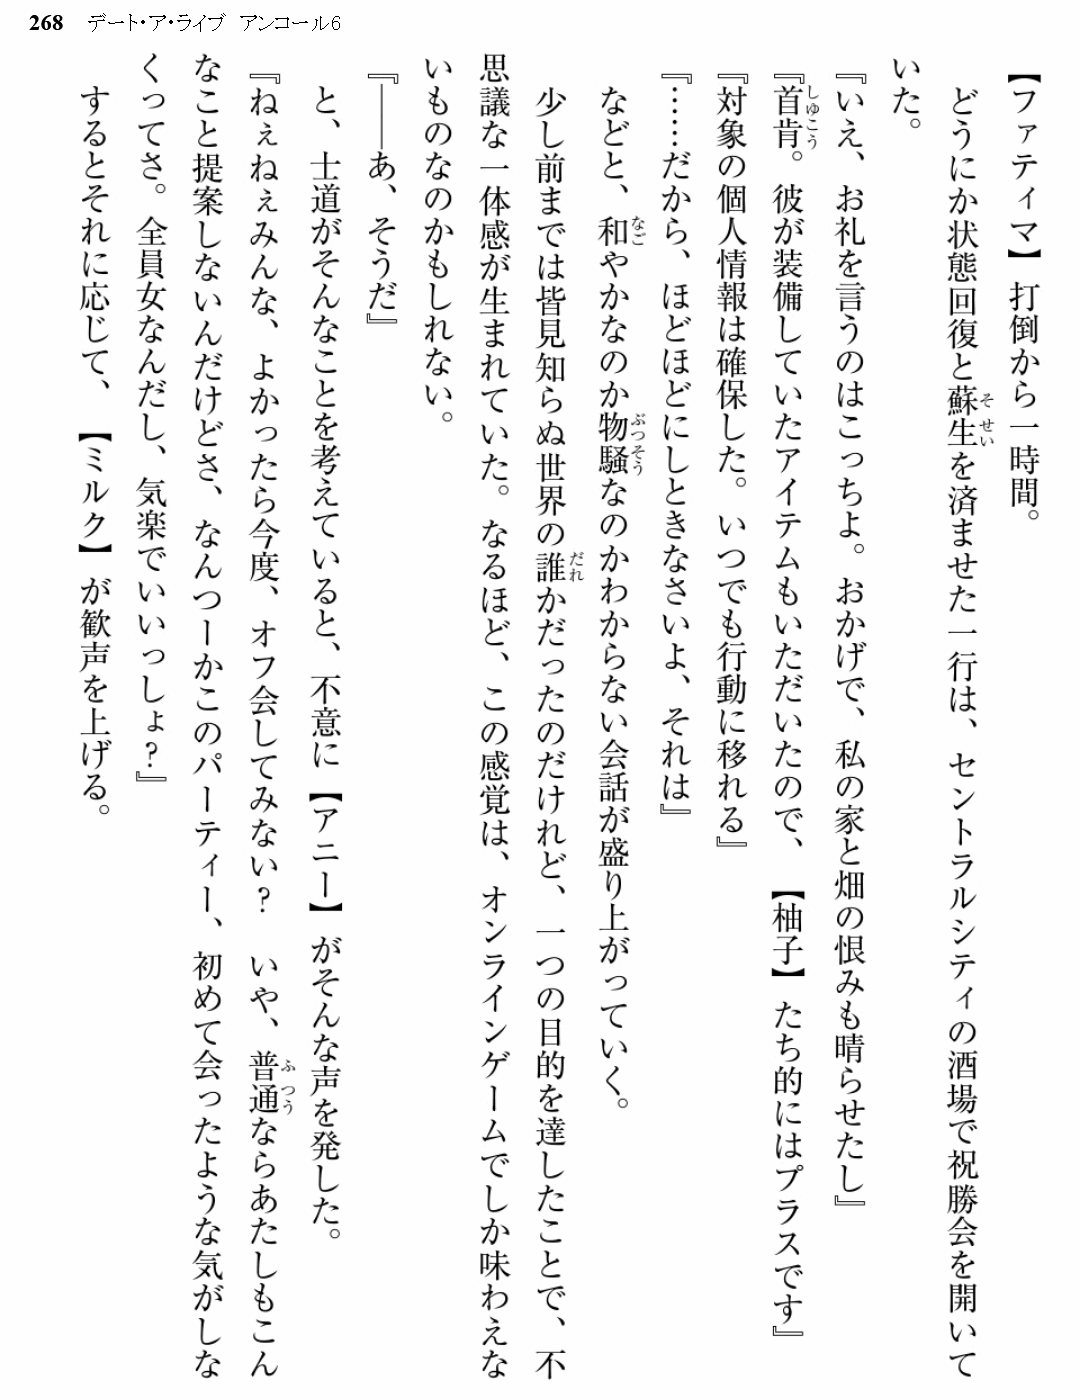 268 デート・ア・ライブ アンコール6
【ファティマ】打倒から一時間。
どうにか状態回復と蘇生を済ませた一行は、セントラルシティの酒場で祝勝会を開いて
いた。
『いえ、お礼を言うのはこっちよ。おかげで、私の家と畑の恨みも晴らせたし』
『首肯。彼が装備していたアイテムもいただいたので、【柚子】たち的にはプラスです』
『対象の個人情報は確保した。いつでも行動に移れる』
『……だから、ほどほどにしときなさいよ、それは』
などと、和やかなのか物騒なのかわからない会話が盛り上がっていく。
少し前までは皆見知らぬ世界の誰かだったのだけれど、一つの目的を達したことで、不
思議な一体感が生まれていた。なるほど、この感覚は、オンラインゲームでしか味わえな
いものなのかもしれない。
『――あ、そうだ』
と、士道がそんなことを考えていると、不意に【アニー】がそんな声を発した。
『ねぇねぇみんな、よかったら今度、オフ会してみない? いや、普通ならあたしもこん
なこと提案しないんだけどさ、なんつーかこのパーティー、初めて会ったような気がしな
くってさ。全員女なんだし、気楽でいいっしょ?』
するとそれに応じて、【ミルク】が歓声を上げる。